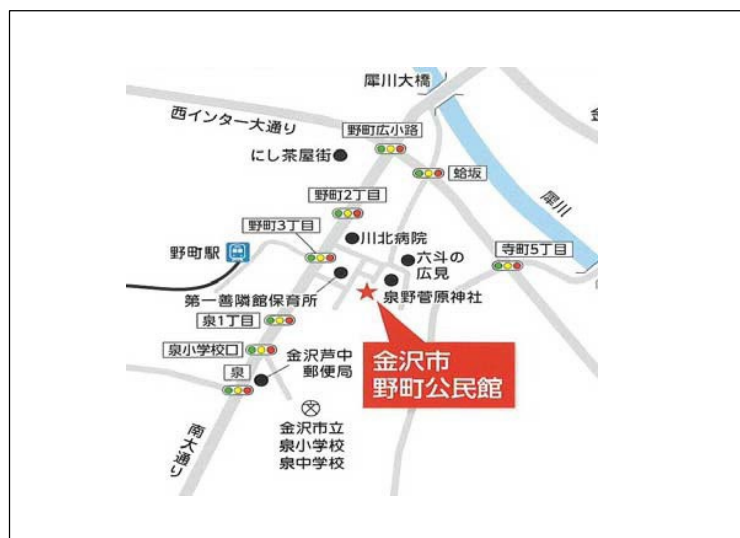 犀川大橋
西インター大通り
金
野町広小路
にし茶屋街
蛤坂
犀川
野町2丁目
野町3丁目
川北病院
野町駅
六斗の
広見
寺町5丁目
第一善隣館保育所
泉野菅原神社
泉1丁目
泉小学校口
金沢芦中
郵便局
泉
金沢市
野町公民館
文
金沢市立
泉小学校
泉中学校
南大通り